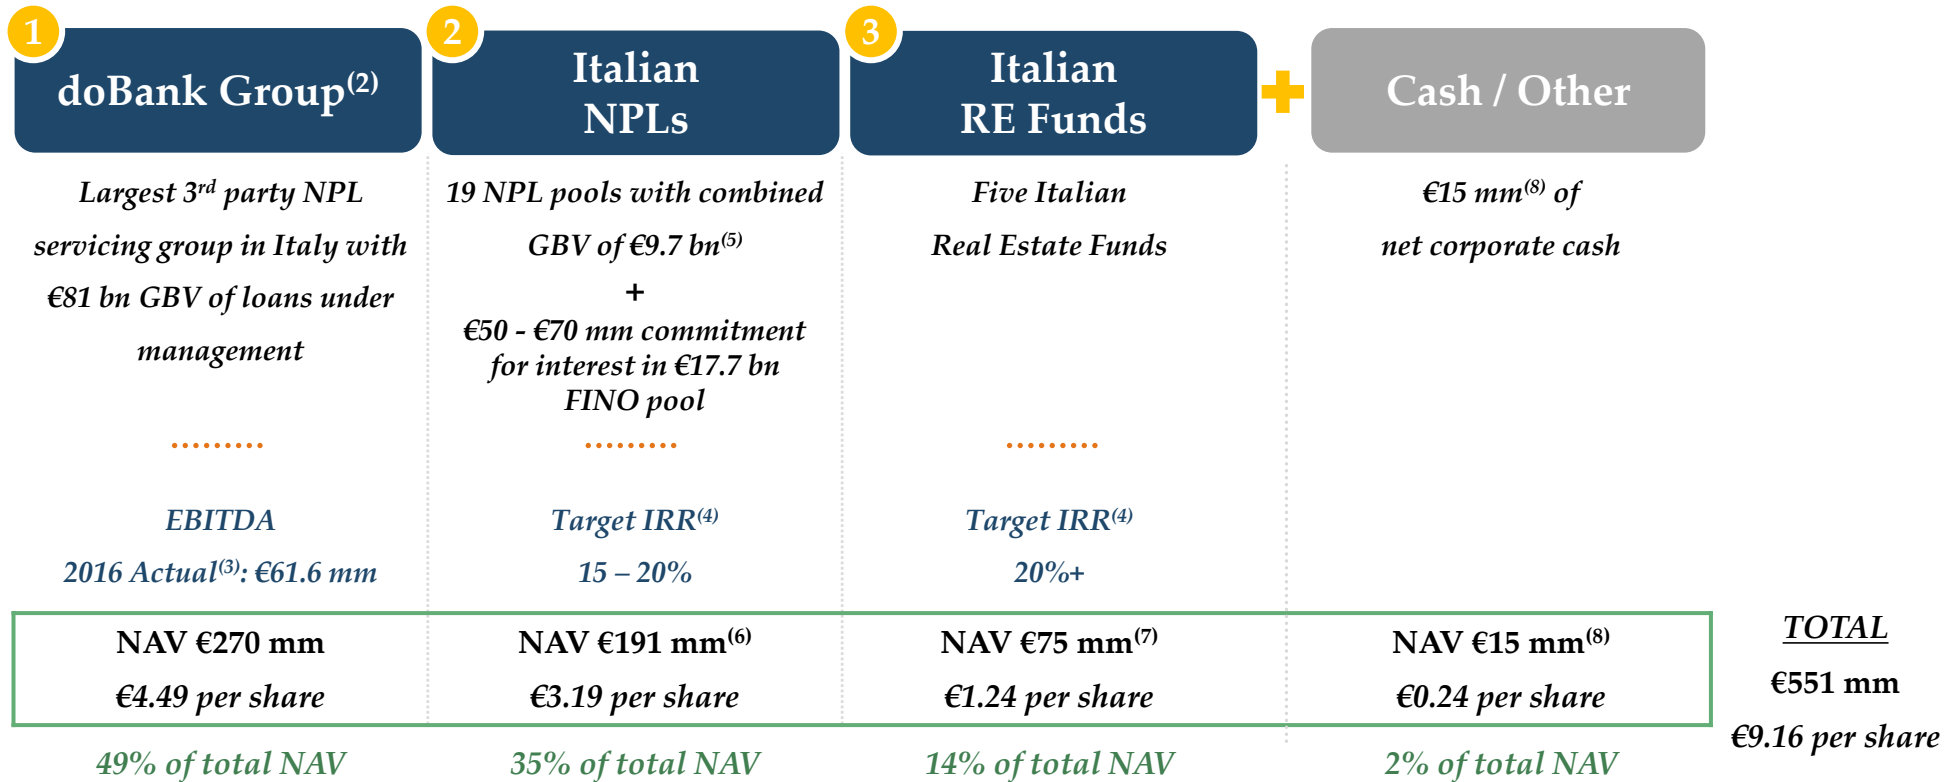 1
doBank Group(2)
Largest 3rd party NPL
servicing group in Italy with
€81 bn GBV of loans under
management
EBITDA
2016 Actual(3): €61.6 mm
NAV €270 mm
€4.49 per share
49% of total NAV
2
Italian
NPLs
19 NPL pools with combined
GBV of €9.7 bn(5)
+
€50 - €70 mm commitment
for interest in €17.7 bn
FINO pool
Target IRR(4)
15 – 20%
NAV €191 mm(6)
€3.19 per share
35% of total NAV
3
Italian
RE Funds
Five Italian
Real Estate Funds
Target IRR(4)
20%+
NAV €75 mm(7)
€1.24 per share
14% of total NAV
Cash / Other
€15 mm(8) of
net corporate cash
NAV €15 mm(8)
€0.24 per share
2% of total NAV
TOTAL
€551 mm
€9.16 per share